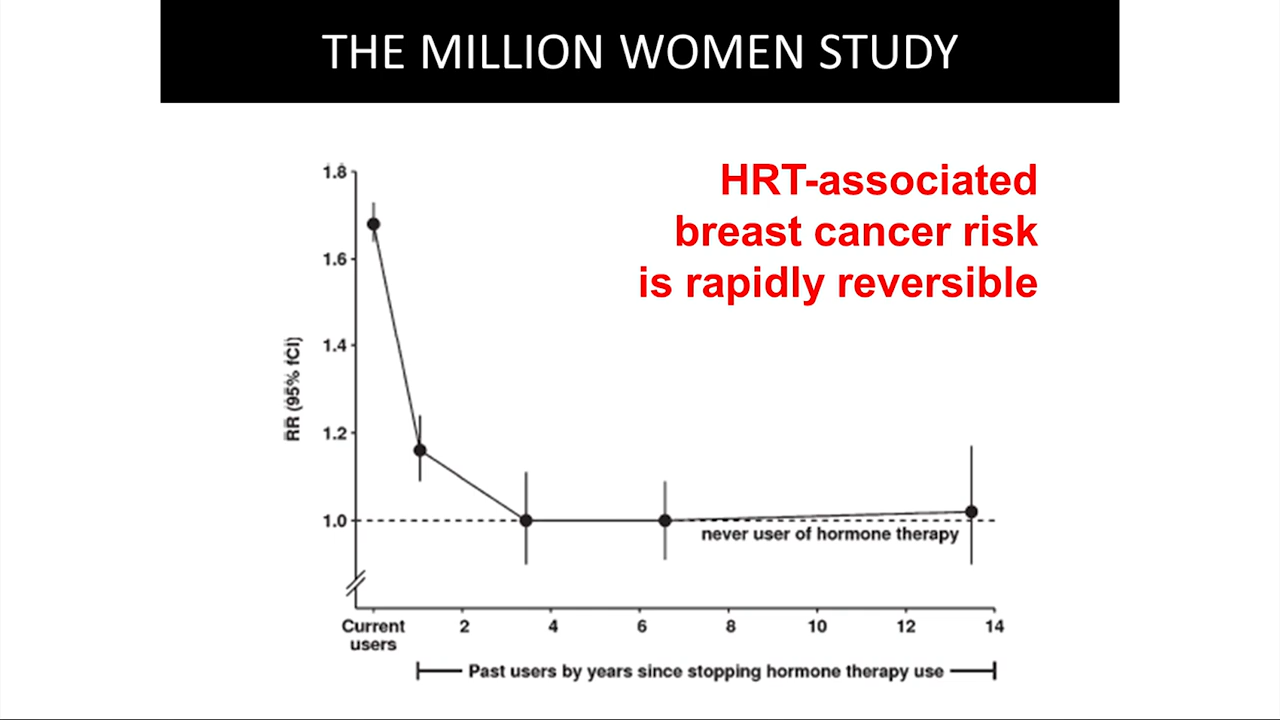 THE MILLION WOMEN STUDY
HRT-associated
breast cancer risk
is rapidly reversible
1.8
1.6
1.4
1.2
1.0
RR (95% fCI)
never user of hormone therapy
Current
users
2
4
6
8
10
12
14
Past users by years since stopping hormone therapy use